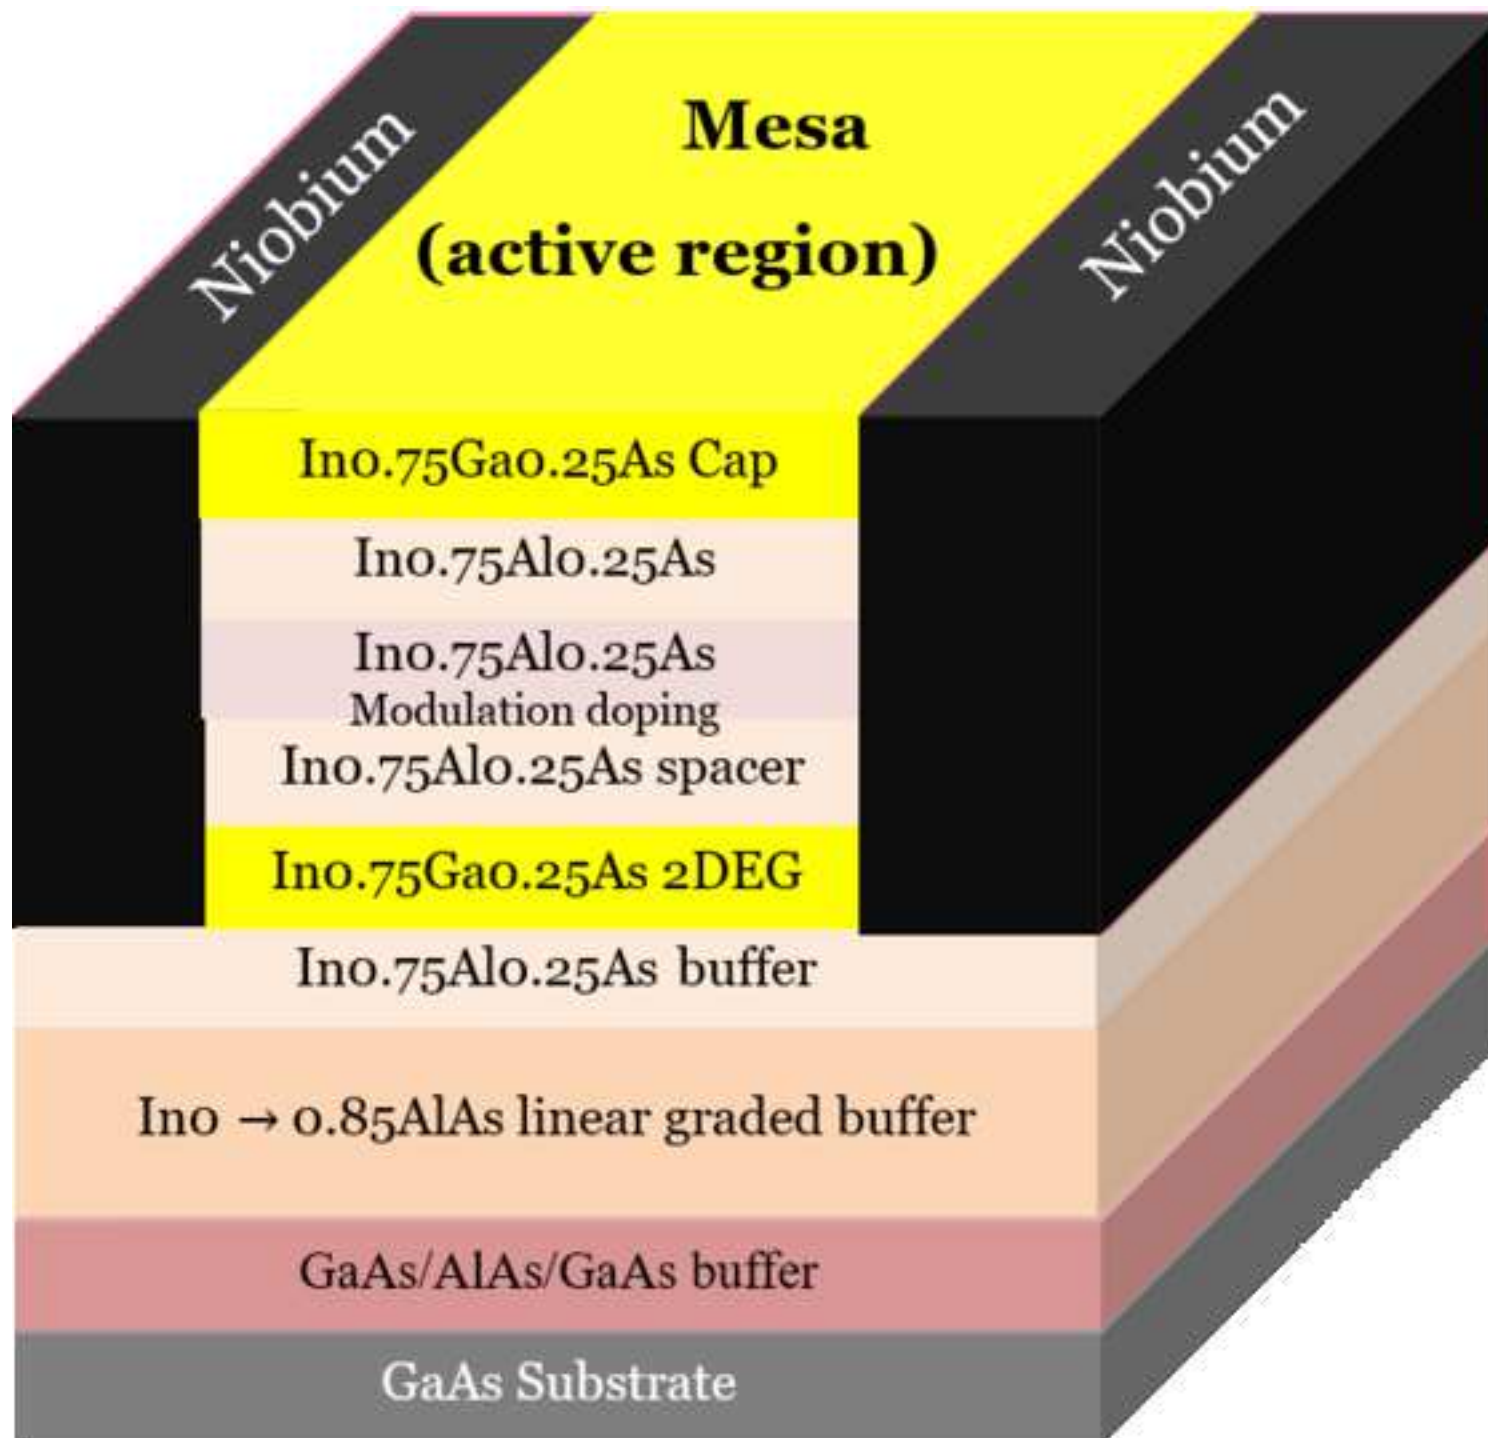 Mesa
(active region)
Niobium
Niobium
In0.75Ga0.25As Cap
In0.75Al0.25As
In0.75Al0.25As
Modulation doping
In0.75Al0.25As spacer
In0.75Ga0.25As 2DEG
In0.75Al0.25As buffer
In0 → 0.85AlAs linear graded buffer
GaAs/AlAs/GaAs buffer
GaAs Substrate